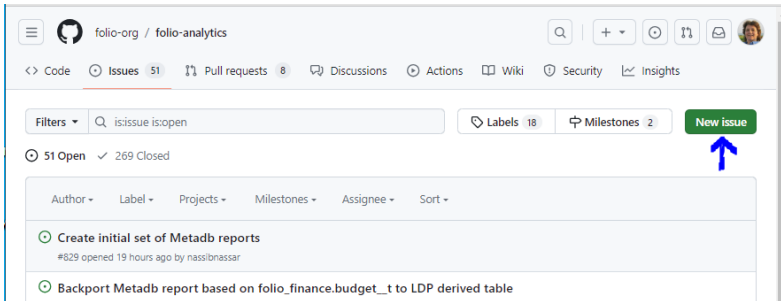 folio-org / folio-analytics
Code Issues 51 Pull requests 8 Discussions Actions Wiki Security Insights
Filters is:issue is:open Labels 18 Milestones 2 New issue
51 Open 269 Closed
Author Label Projects Milestones Assignee Sort
Create initial set of Metadb reports
#829 opened 19 hours ago by nassibnassar
Backport Metadb report based on folio_finance.budget__t to LDP derived table